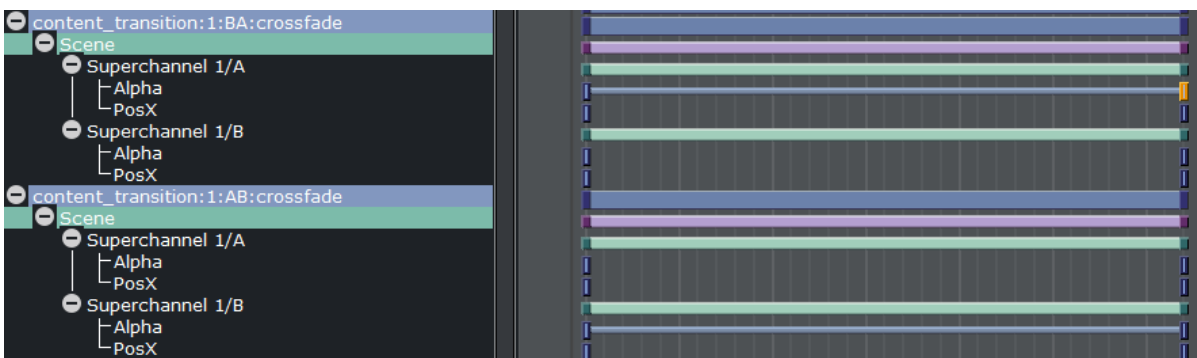 content_transition:1:BA:crossfade
Scene
Superchannel 1/A
Alpha
PosX
Superchannel 1/B
Alpha
PosX
content_transition:1:AB:crossfade
Scene
Superchannel 1/A
Alpha
PosX
Superchannel 1/B
Alpha
PosX